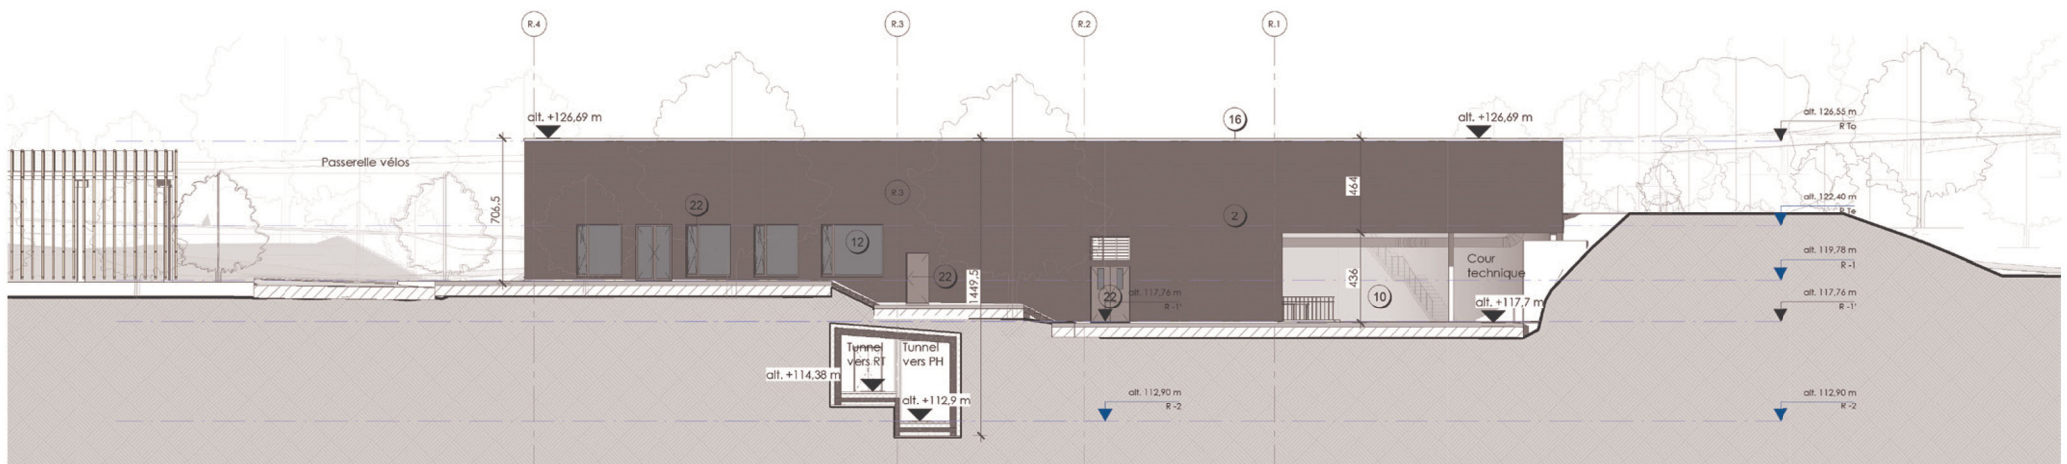 R.4
R.3
R.2
R.1
alt. +126,69 m
16
alt. +126,69 m
alt. 126,55 m
R To
Passerelle vélos
706,5
22
R.3
2
464
alt. 122,40 m
R Te
12
alt. 119,78 m
R -1
Cour
technique
22
1449,5
436
22
alt. 117,76 m
R -1'
10
alt. +117,7 m
alt. 117,76 m
R -1'
Tunnel
vers RT
Tunnel
vers PH
alt. +114,38 m
alt. +112,9 m
alt. 112,90 m
R -2
alt. 112,90 m
R -2